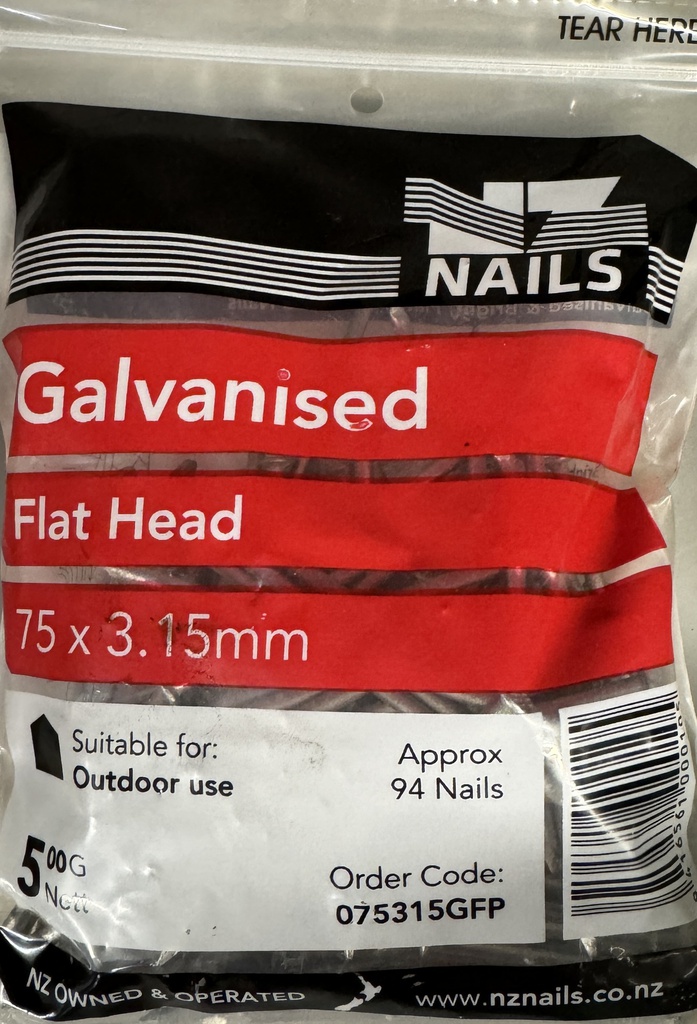 TEAR HERE
NZ
NAILS
Galvanised
Flat Head
75 x 3.15mm
Suitable for:
Outdoor use
Approx
94 Nails
500G
Nett
Order Code:
075315GFP
NZ OWNED & OPERATED
www.nznails.co.nz